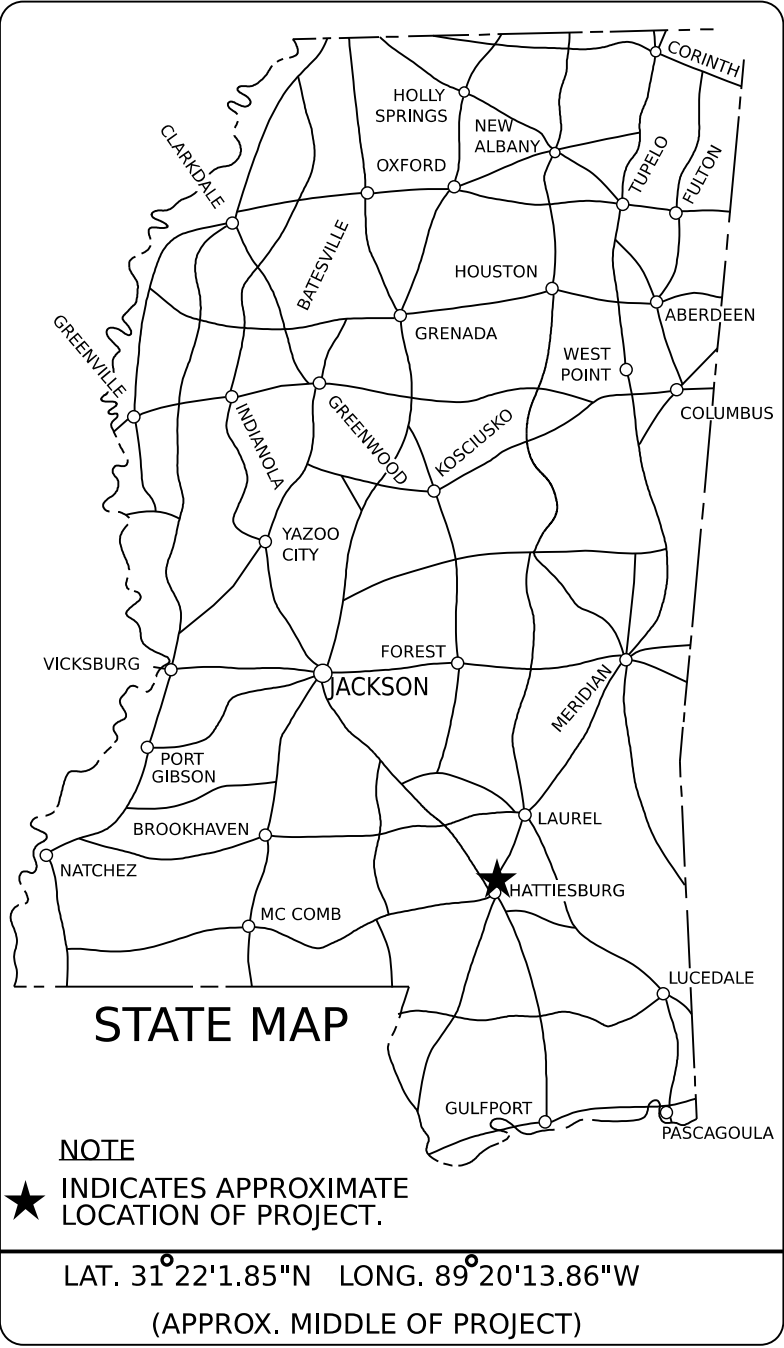 CORINTH
HOLLY
SPRINGS
NEW
ALBANY
CLARKDALE
OXFORD
TUPELO
FULTON
BATESVILLE
HOUSTON
ABERDEEN
GREENVILLE
GRENADA
WEST
POINT
INDIANOLA
GREENWOOD
KOSCIUSKO
COLUMBUS
YAZOO
CITY
VICKSBURG
FOREST
JACKSON
MERIDIAN
PORT
GIBSON
BROOKHAVEN
LAUREL
NATCHEZ
HATTIESBURG
MC COMB
LUCEDALE
STATE MAP
GULFPORT
PASCAGOULA
NOTE
INDICATES APPROXIMATE
LOCATION OF PROJECT.
LAT. 31°22'1.85"N LONG. 89°20'13.86"W
(APPROX. MIDDLE OF PROJECT)